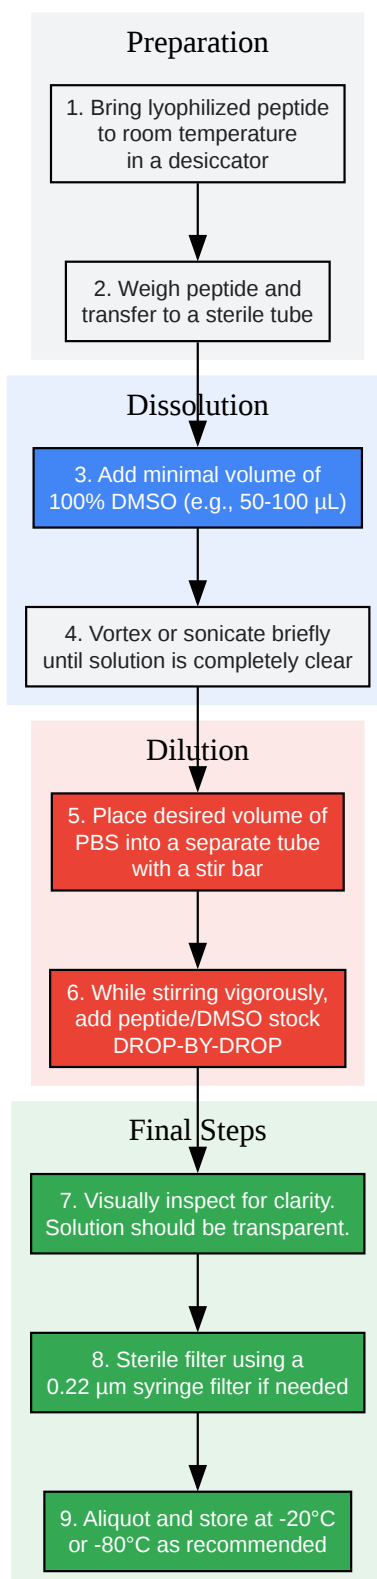 Preparation
1. Bring lyophilized peptide
to room temperature
in a desiccator
2. Weigh peptide and
transfer to a sterile tube
Dissolution
3. Add minimal volume of
100% DMSO (e.g., 50-100 µL)
4. Vortex or sonicate briefly
until solution is completely clear
Dilution
5. Place desired volume of
PBS into a separate tube
with a stir bar
6. While stirring vigorously,
add peptide/DMSO stock
DROP-BY-DROP
Final Steps
7. Visually inspect for clarity.
Solution should be transparent.
8. Sterile filter using a
0.22 µm syringe filter if needed
9. Aliquot and store at -20°C
or -80°C as recommended